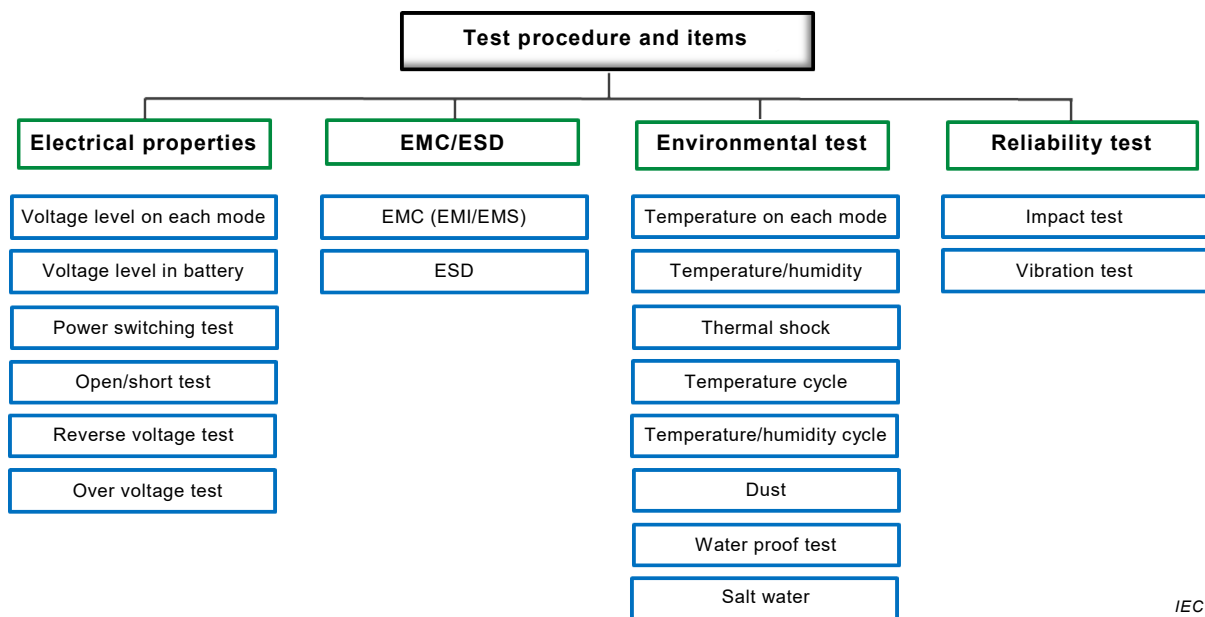 Test procedure and items
Electrical properties
EMC/ESD
Environmental test
Reliability test
Voltage level on each mode
EMC (EMI/EMS)
Temperature on each mode
Impact test
Voltage level in battery
ESD
Temperature/humidity
Vibration test
Power switching test
Thermal shock
Open/short test
Temperature cycle
Reverse voltage test
Temperature/humidity cycle
Over voltage test
Dust
Water proof test
Salt water
IEC